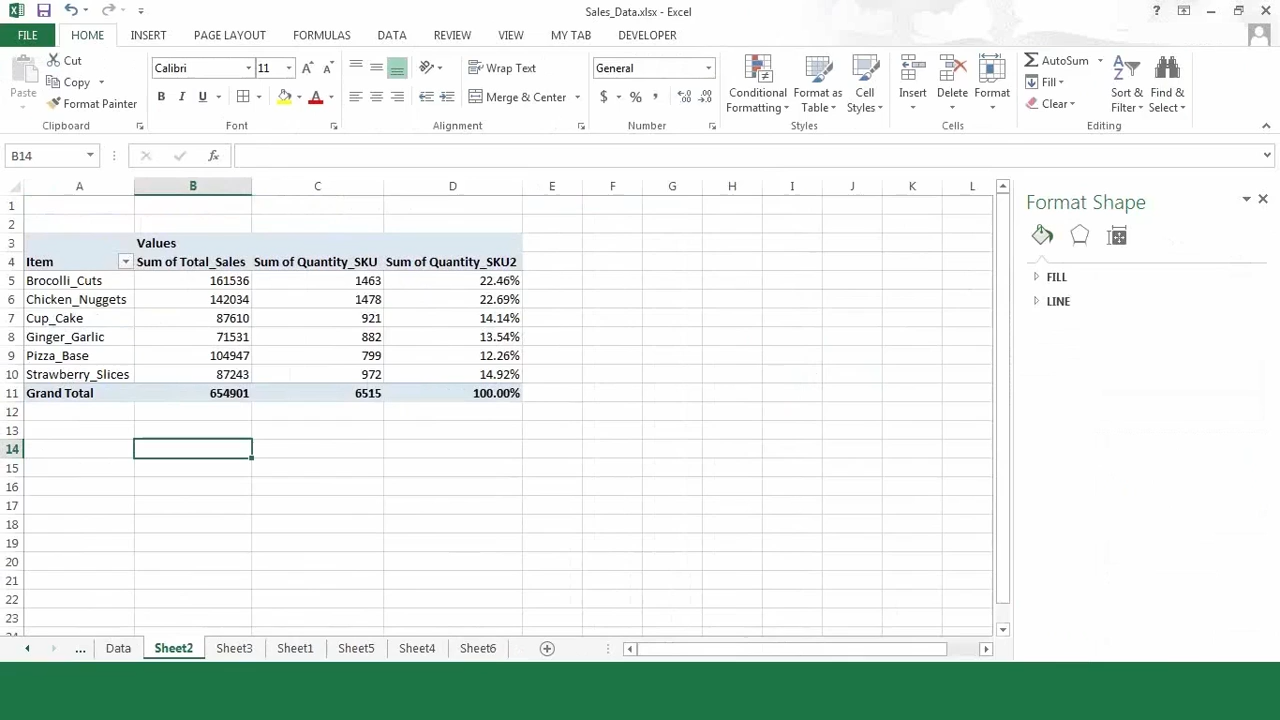 Sales_Data.xlsx - Excel
?
FILE HOME INSERT PAGE LAYOUT FORMULAS DATA REVIEW VIEW MY TAB DEVELOPER
Paste
Cut
Copy
Format Painter
Clipboard
Calibri 11 A A
B I U A
Font
Wrap Text
Merge & Center
Alignment
General
$ % , .00
Number
Conditional Formatting
Format as Table
Cell Styles
Styles
Insert Delete Format
Cells
AutoSum
Fill
Clear
Sort & Filter
Find & Select
Editing
B14 fx
A B C D E F G H I J K L
Format Shape
FILL
LINE
1
2
3 Values
4 Item Sum of Total_Sales Sum of Quantity_SKU Sum of Quantity_SKU2
5 Brocolli_Cuts 161536 1463 22.46%
6 Chicken_Nuggets 142034 1478 22.69%
7 Cup_Cake 87610 921 14.14%
8 Ginger_Garlic 71531 882 13.54%
9 Pizza_Base 104947 799 12.26%
10 Strawberry_Slices 87243 972 14.92%
11 Grand Total 654901 6515 100.00%
12
13
14
15
16
17
18
19
20
21
22
23
... Data Sheet2 Sheet3 Sheet1 Sheet5 Sheet4 Sheet6